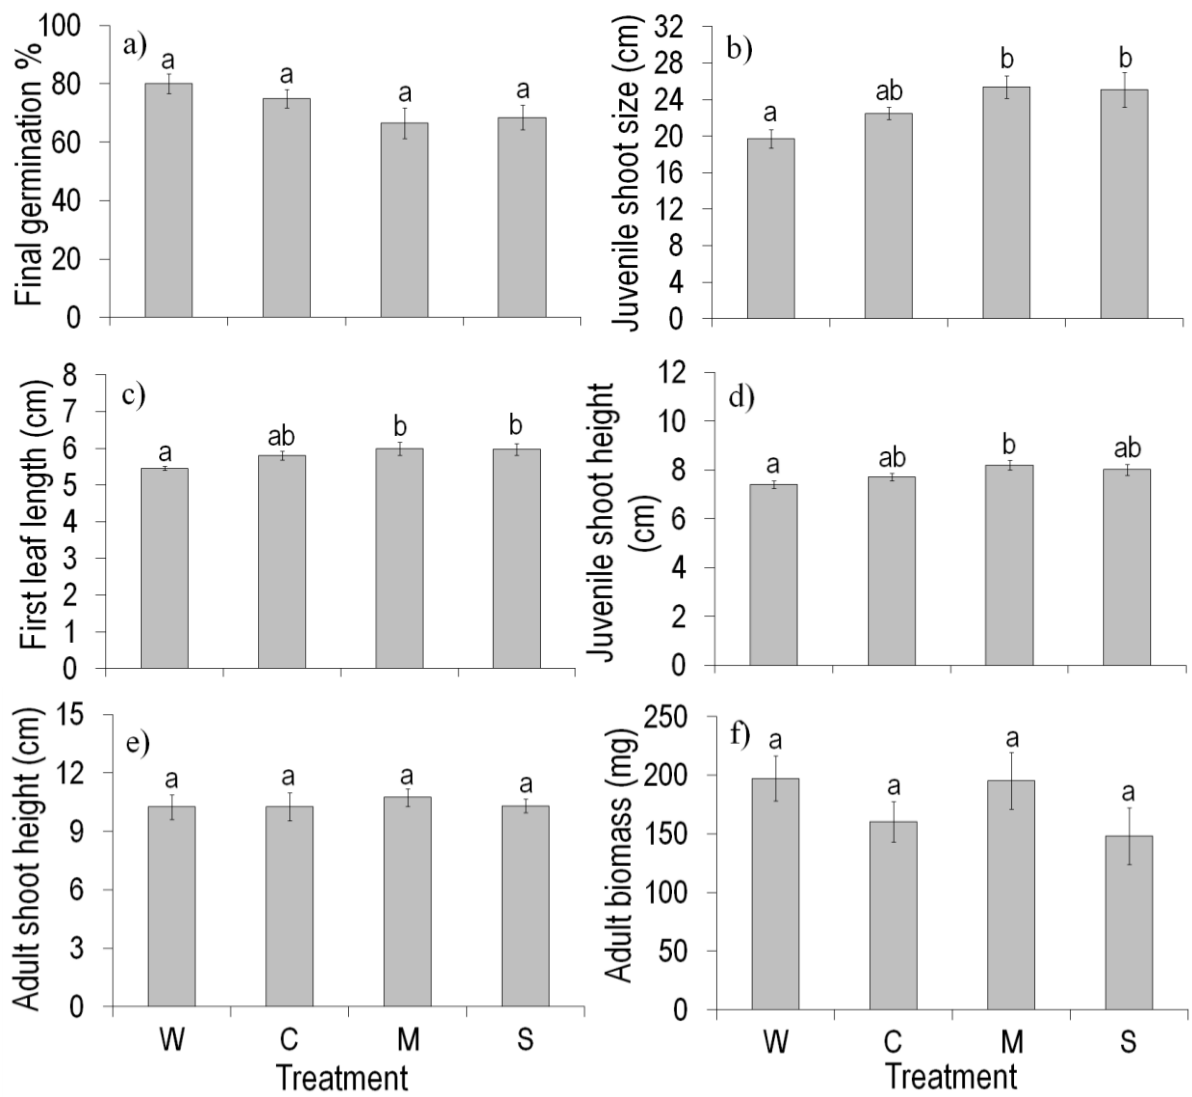 a)
Final germination %
100
80
60
40
20
0
a
a
a
a
b)
Juvenile shoot size (cm)
32
28
24
20
16
12
8
4
0
a
ab
b
b
c)
First leaf length (cm)
8
7
6
5
4
3
2
1
0
a
ab
b
b
d)
Juvenile shoot height
(cm)
12
10
8
6
4
2
0
a
ab
b
ab
e)
Adult shoot height (cm)
15
12
9
6
3
0
a
a
a
a
W C M S
Treatment
f)
Adult biomass (mg)
250
200
150
100
50
0
a
a
a
a
W C M S
Treatment